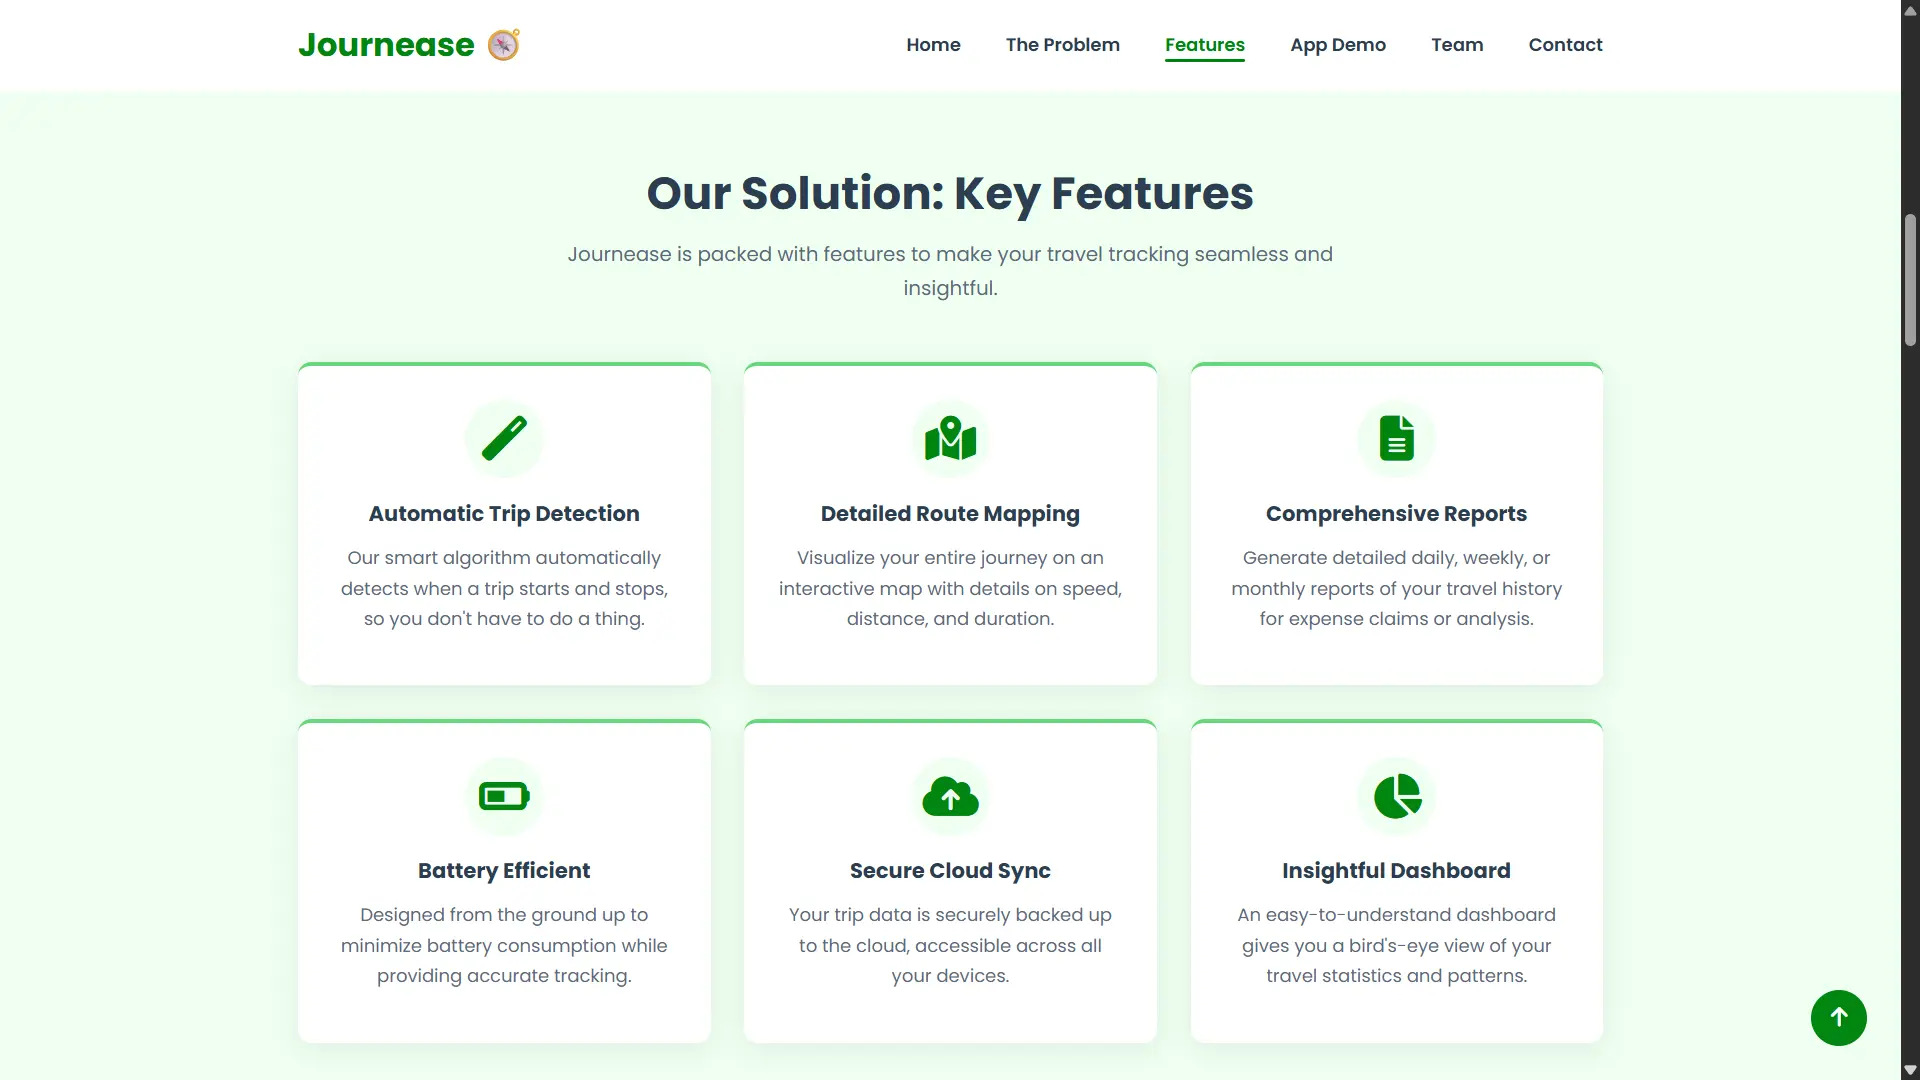 Journease
Home
The Problem
Features
App Demo
Team
Contact
Our Solution: Key Features
Journease is packed with features to make your travel tracking seamless and
insightful.
Automatic Trip Detection
Our smart algorithm automatically
detects when a trip starts and stops,
so you don't have to do a thing.
Detailed Route Mapping
Visualize your entire journey on an
interactive map with details on speed,
distance, and duration.
Comprehensive Reports
Generate detailed daily, weekly, or
monthly reports of your travel history
for expense claims or analysis.
Battery Efficient
Designed from the ground up to
minimize battery consumption while
providing accurate tracking.
Secure Cloud Sync
Your trip data is securely backed up
to the cloud, accessible across all
your devices.
Insightful Dashboard
An easy-to-understand dashboard
gives you a bird's-eye view of your
travel statistics and patterns.